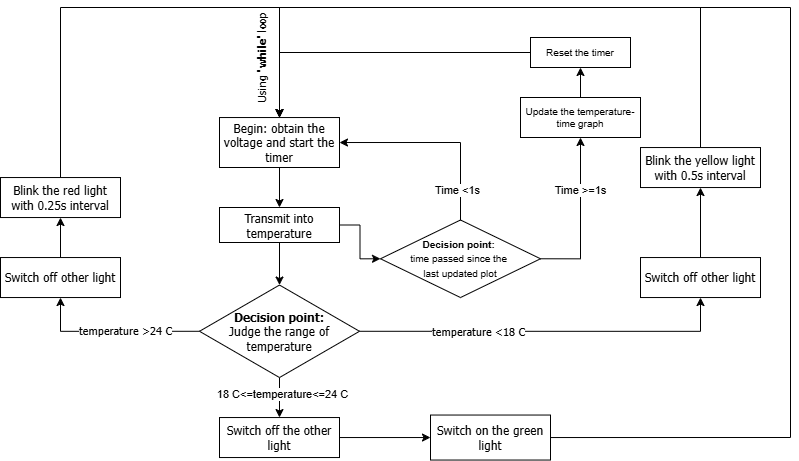 Using 'while' loop
Reset the timer
Update the temperature-
time graph
Begin: obtain the
voltage and start the
timer
Blink the yellow light
with 0.5s interval
Blink the red light
with 0.25s interval
Time <1s
Time >=1s
Transmit into
temperature
Decision point:
time passed since the
last updated plot
Switch off other light
Switch off other light
Decision point:
Judge the range of
temperature
temperature >24 C
temperature <18 C
18 C<=temperature<=24 C
Switch off the other
light
Switch on the green
light